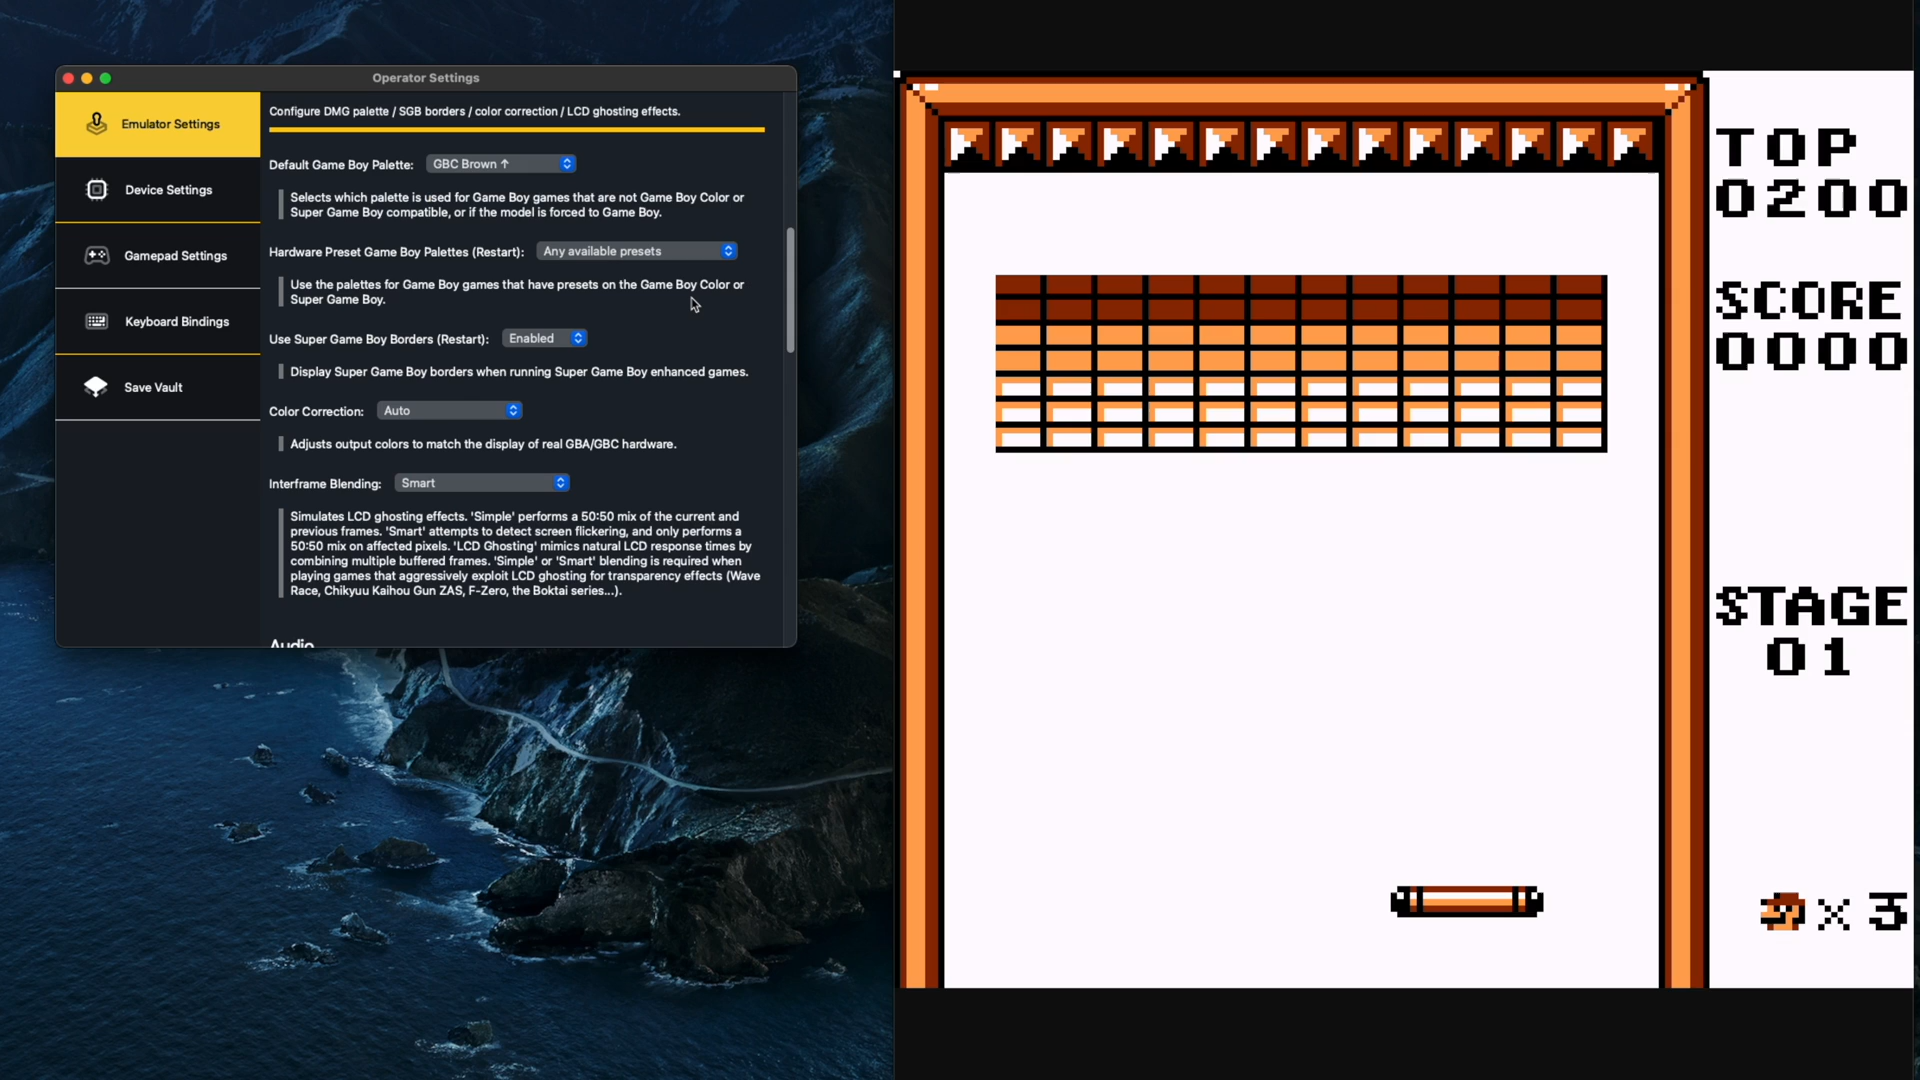 Operator Settings
Emulator Settings
Device Settings
Gamepad Settings
Keyboard Bindings
Save Vault
Configure DMG palette / SGB borders / color correction / LCD ghosting effects.
Default Game Boy Palette: GBC Brown ↑
Selects which palette is used for Game Boy games that are not Game Boy Color or
Super Game Boy compatible, or if the model is forced to Game Boy.
Hardware Preset Game Boy Palettes (Restart): Any available presets
Use the palettes for Game Boy games that have presets on the Game Boy Color or
Super Game Boy.
Use Super Game Boy Borders (Restart): Enabled
Display Super Game Boy borders when running Super Game Boy enhanced games.
Color Correction: Auto
Adjusts output colors to match the display of real GBA/GBC hardware.
Interframe Blending: Smart
Simulates LCD ghosting effects. 'Simple' performs a 50:50 mix of the current and
previous frames. 'Smart' attempts to detect screen flickering, and only performs a
50:50 mix on affected pixels. 'LCD Ghosting' mimics natural LCD response times by
combining multiple buffered frames. 'Simple' or 'Smart' blending is required when
playing games that aggressively exploit LCD ghosting for transparency effects (Wave
Race, Chikyuu Kaihou Gun ZAS, F-Zero, the Boktai series...).
Audio
TOP
0200
SCORE
0000
STAGE
01
×3